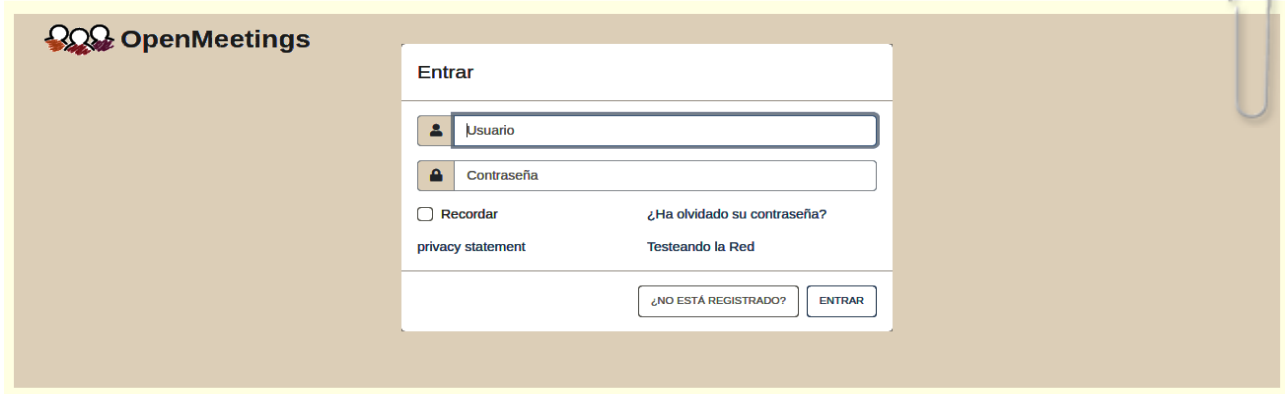 OpenMeetings
Entrar
Usuario
Contraseña
Recordar
¿Ha olvidado su contraseña?
privacy statement
Testeando la Red
¿NO ESTÁ REGISTRADO?
ENTRAR